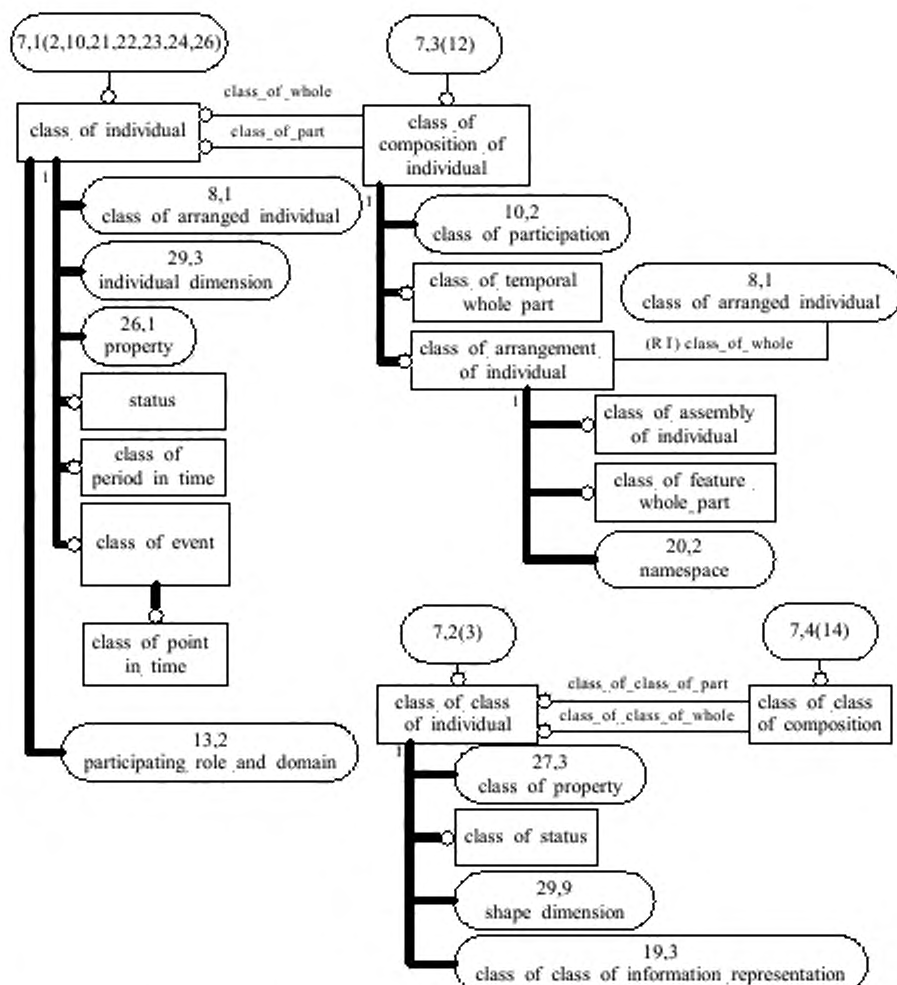 7,1(2,10,21,22,23,24,26)
class of individual
1
class_of_whole
class_of_part
7,3(12)
class of
composition of
individual
1
8,1
class of arranged individual
29,3
individual dimension
26,1
property
status
class of
period in time
class of event
class of point
in time
13,2
participating role and domain
10,2
class of participation
class of temporal
whole part
class of arrangement
of individual
1
(RT) class_of_whole
8,1
class of arranged individual
class of assembly
of individual
class of feature
whole part
20,2
namespace
7,2(3)
class of class
of individual
1
class_of_class_of_part
class_of_class_of_whole
7,4(14)
class of class
of composition
27,3
class of property
class of status
29,9
shape dimension
19,3
class of class of information representation